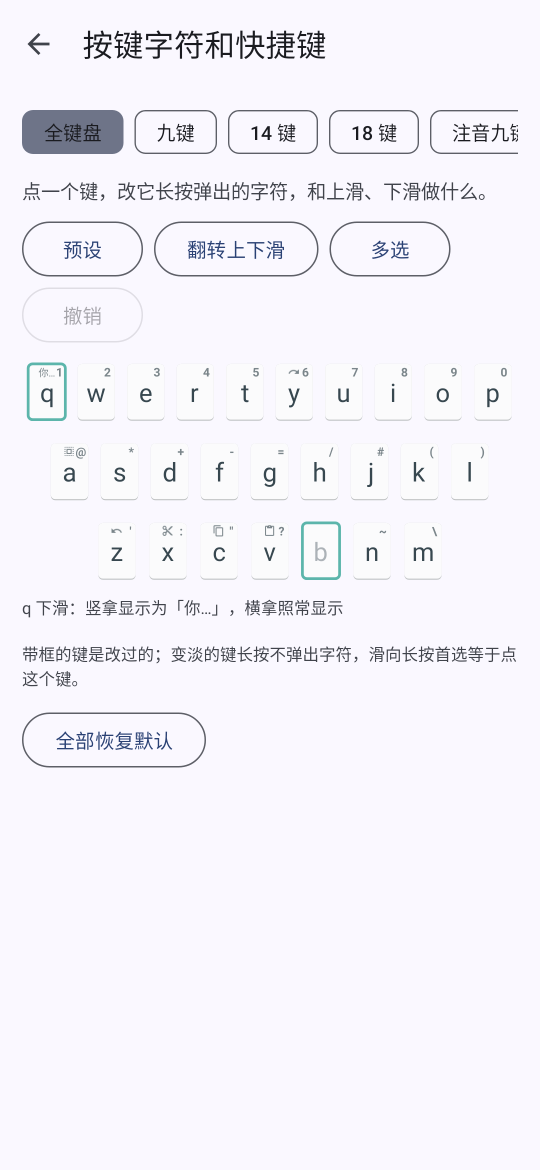 按键字符和快捷键
全键盘 九键 14 键 18 键 注音九键
点一个键，改它长按弹出的字符，和上滑、下滑做什么。
预设 翻转上下滑 多选
撤销
你…1 2 3 4 5 6 7 8 9 0
q w e r t y u i o p
@ * + - = / # ( )
a s d f g h j k l
' : " ? ~ \
z x c v b n m
q 下滑：竖拿显示为「你…」，横拿照常显示
带框的键是改过的；变淡的键长按不弹出字符，滑向长按首选等于点
这个键。
全部恢复默认